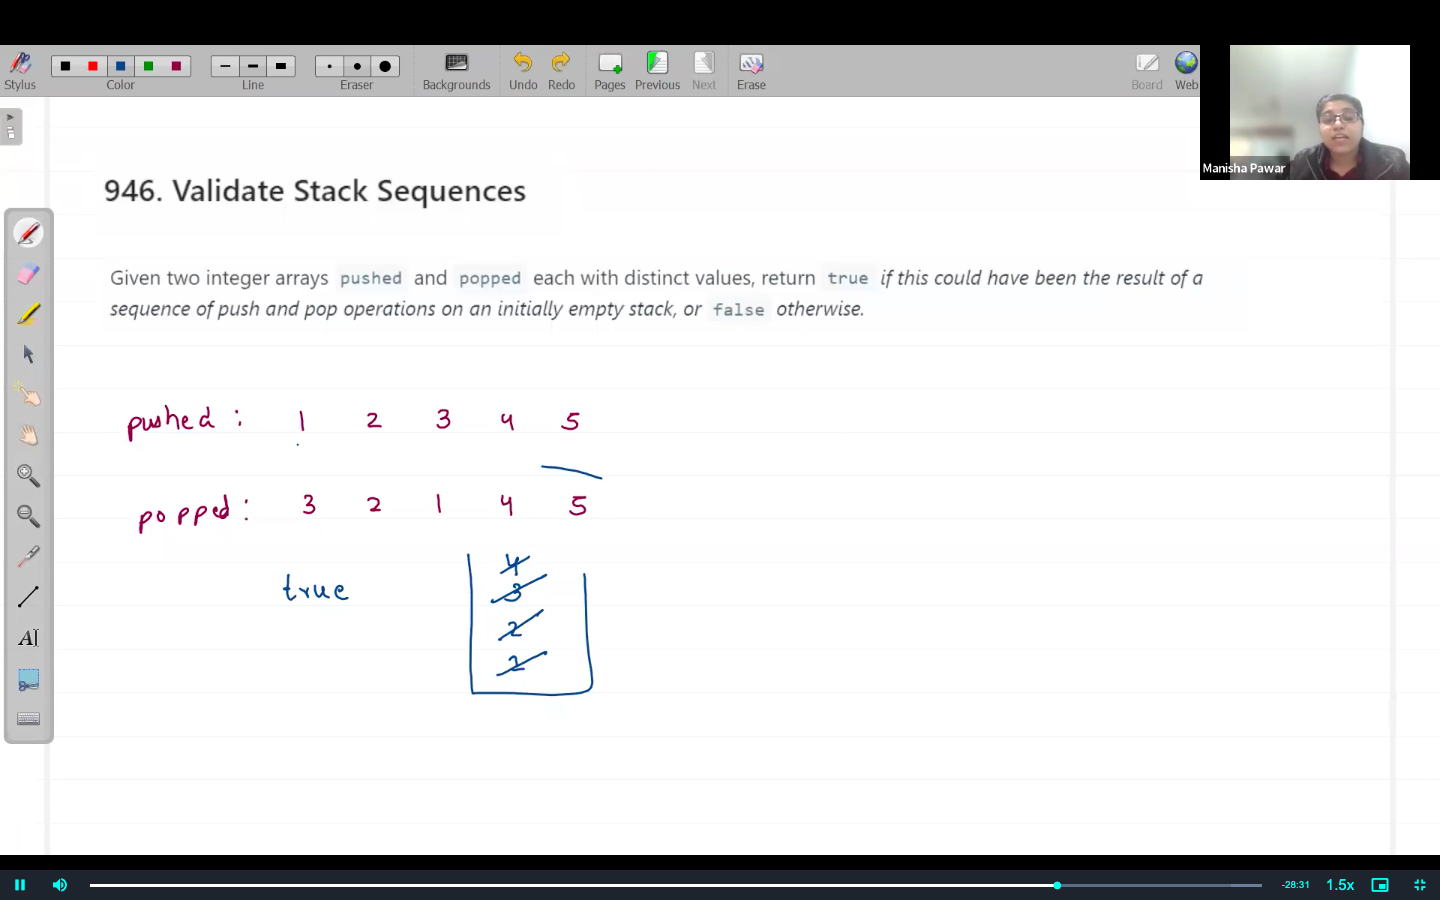 Stylus Color Line Eraser Backgrounds Undo Redo Pages Previous Next Erase Board Web
Manisha Pawar
946. Validate Stack Sequences
Given two integer arrays pushed and popped each with distinct values, return true if this could have been the result of a
sequence of push and pop operations on an initially empty stack, or false otherwise.
pushed : 1 2 3 4 5
popped : 3 2 1 4 5
true
4
3
2
2
-28:31 1.5x